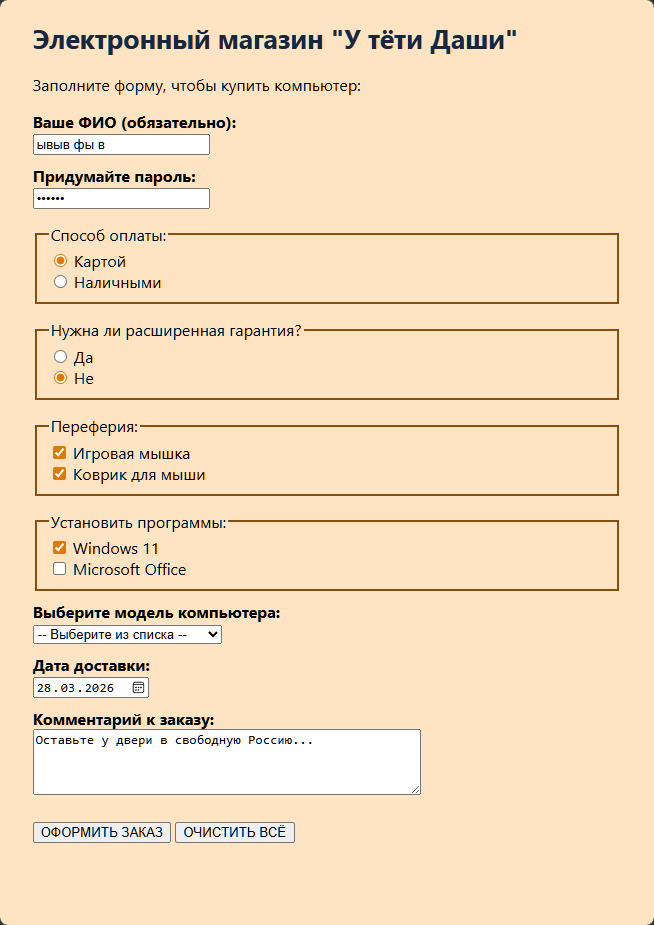 Электронный магазин "У тёти Даши"
Заполните форму, чтобы купить компьютер:
Ваше ФИО (обязательно):
ывыв фы в
Придумайте пароль:
••••••
Способ оплаты:
Картой
Наличными
Нужна ли расширенная гарантия?
Да
Не
Переферия:
Игровая мышка
Коврик для мыши
Установить программы:
Windows 11
Microsoft Office
Выберите модель компьютера:
-- Выберите из списка --
Дата доставки:
28.03.2026
Комментарий к заказу:
Оставьте у двери в свободную Россию...
ОФОРМИТЬ ЗАКАЗ ОЧИСТИТЬ ВСЁ